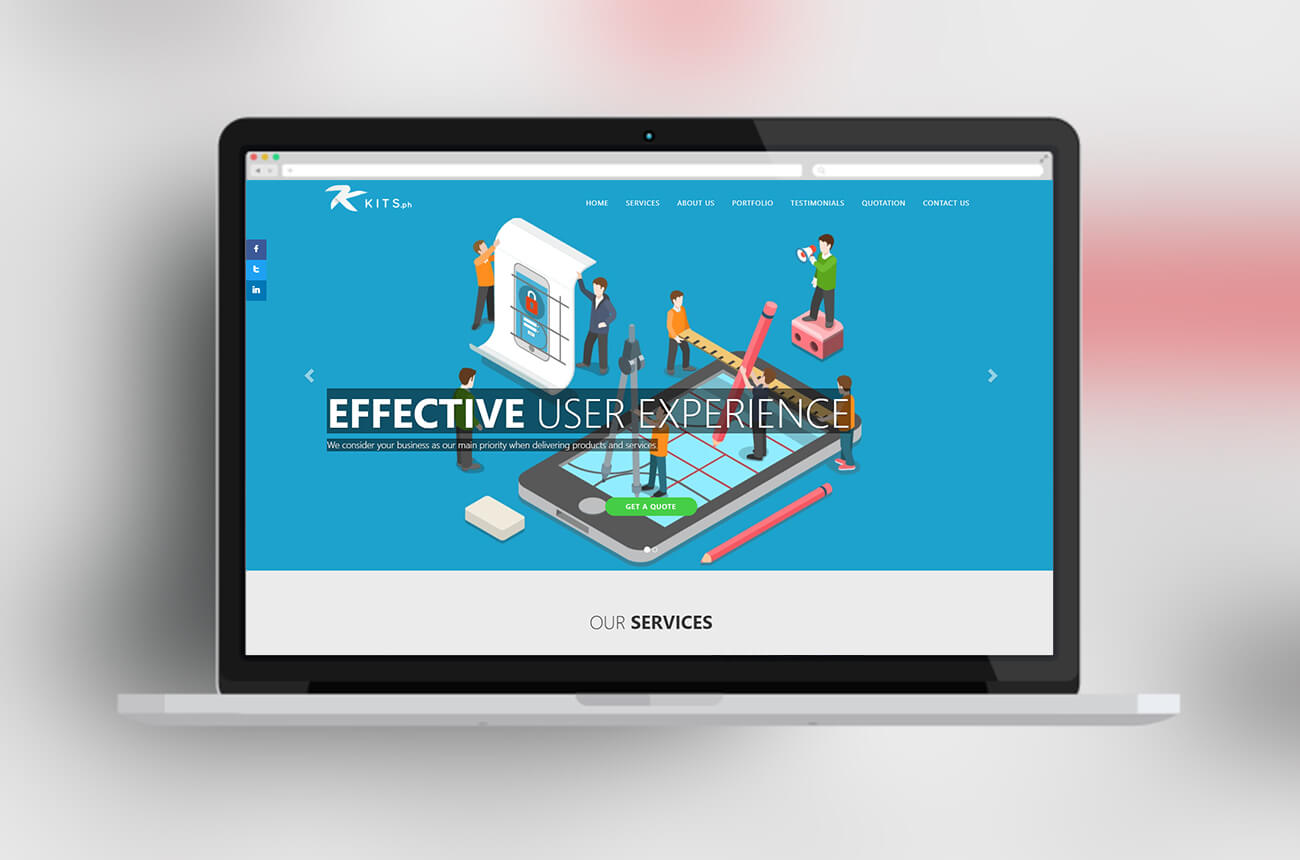 KITS.ph
HOME SERVICES ABOUT US PORTFOLIO TESTIMONIALS QUOTATION CONTACT US
f
t
in
EFFECTIVE USER EXPERIENCE
We consider your business as our main priority when delivering products and services.
GET A QUOTE
OUR SERVICES